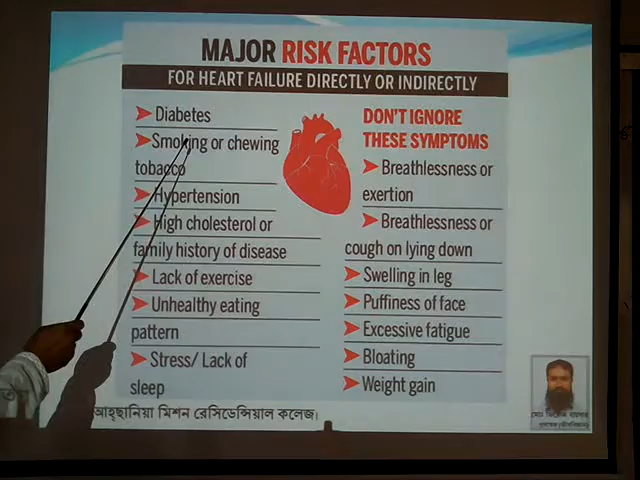 MAJOR RISK FACTORS
FOR HEART FAILURE DIRECTLY OR INDIRECTLY
Diabetes
Smoking or chewing
tobacco
Hypertension
High cholesterol or
family history of disease
Lack of exercise
Unhealthy eating
pattern
Stress/ Lack of
sleep
DON'T IGNORE
THESE SYMPTOMS
Breathlessness or
exertion
Breathlessness or
cough on lying down
Swelling in leg
Puffiness of face
Excessive fatigue
Bloating
Weight gain
আহ্ছানিয়া মিশন রেসিডেন্সিয়াল কলেজ।